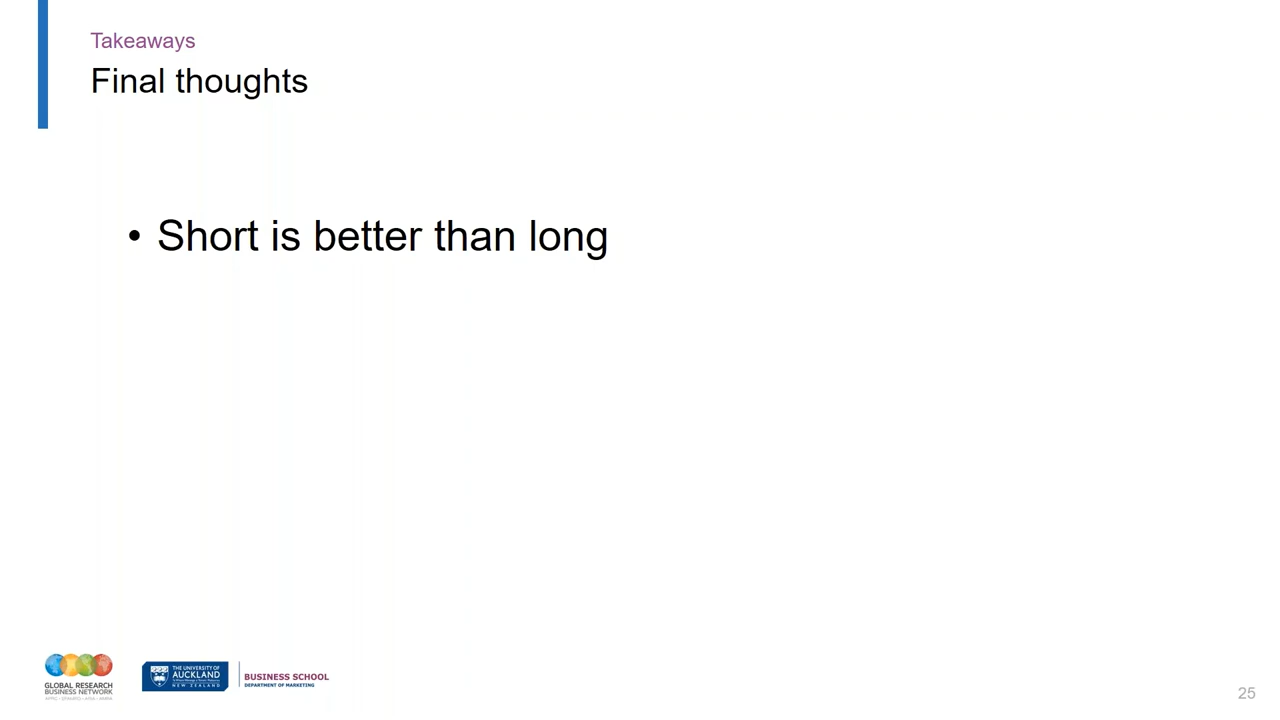 Takeaways
Final thoughts
• Short is better than long
GLOBAL RESEARCH
BUSINESS NETWORK
THE UNIVERSITY OF
AUCKLAND
NEW ZEALAND
BUSINESS SCHOOL
DEPARTMENT OF MARKETING
25